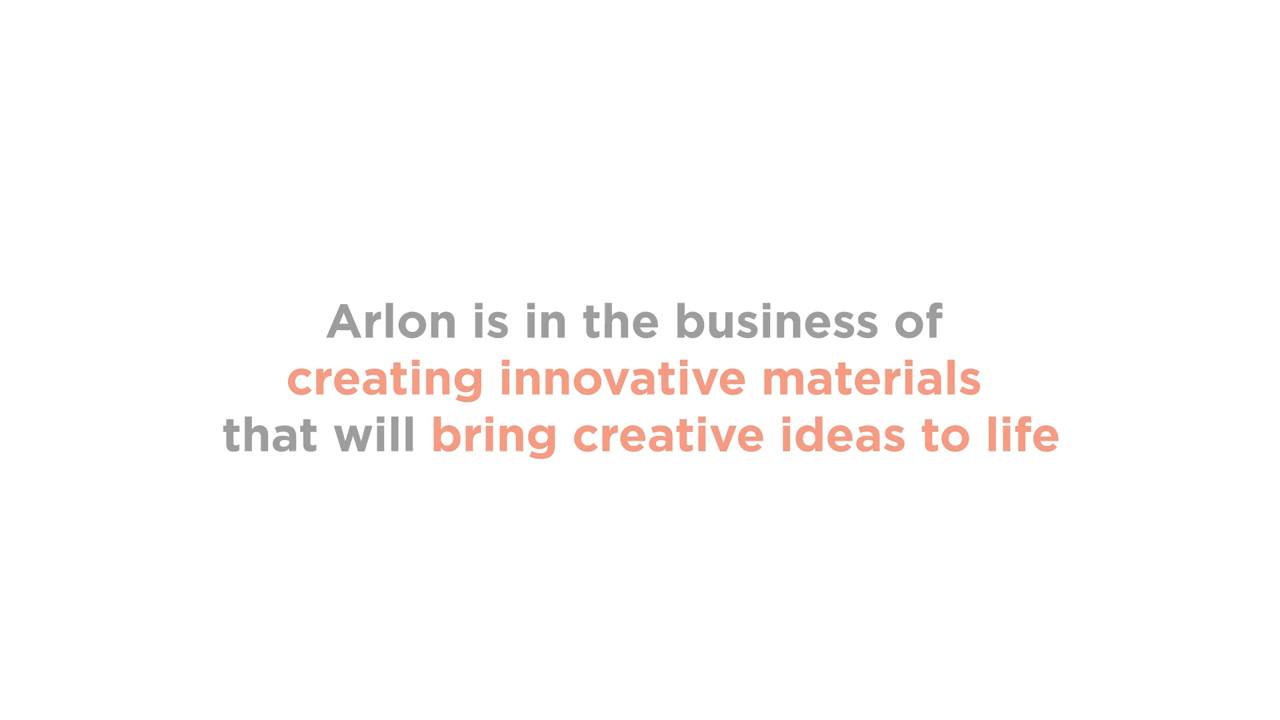 Arlon is in the business of
creating innovative materials
that will bring creative ideas to life